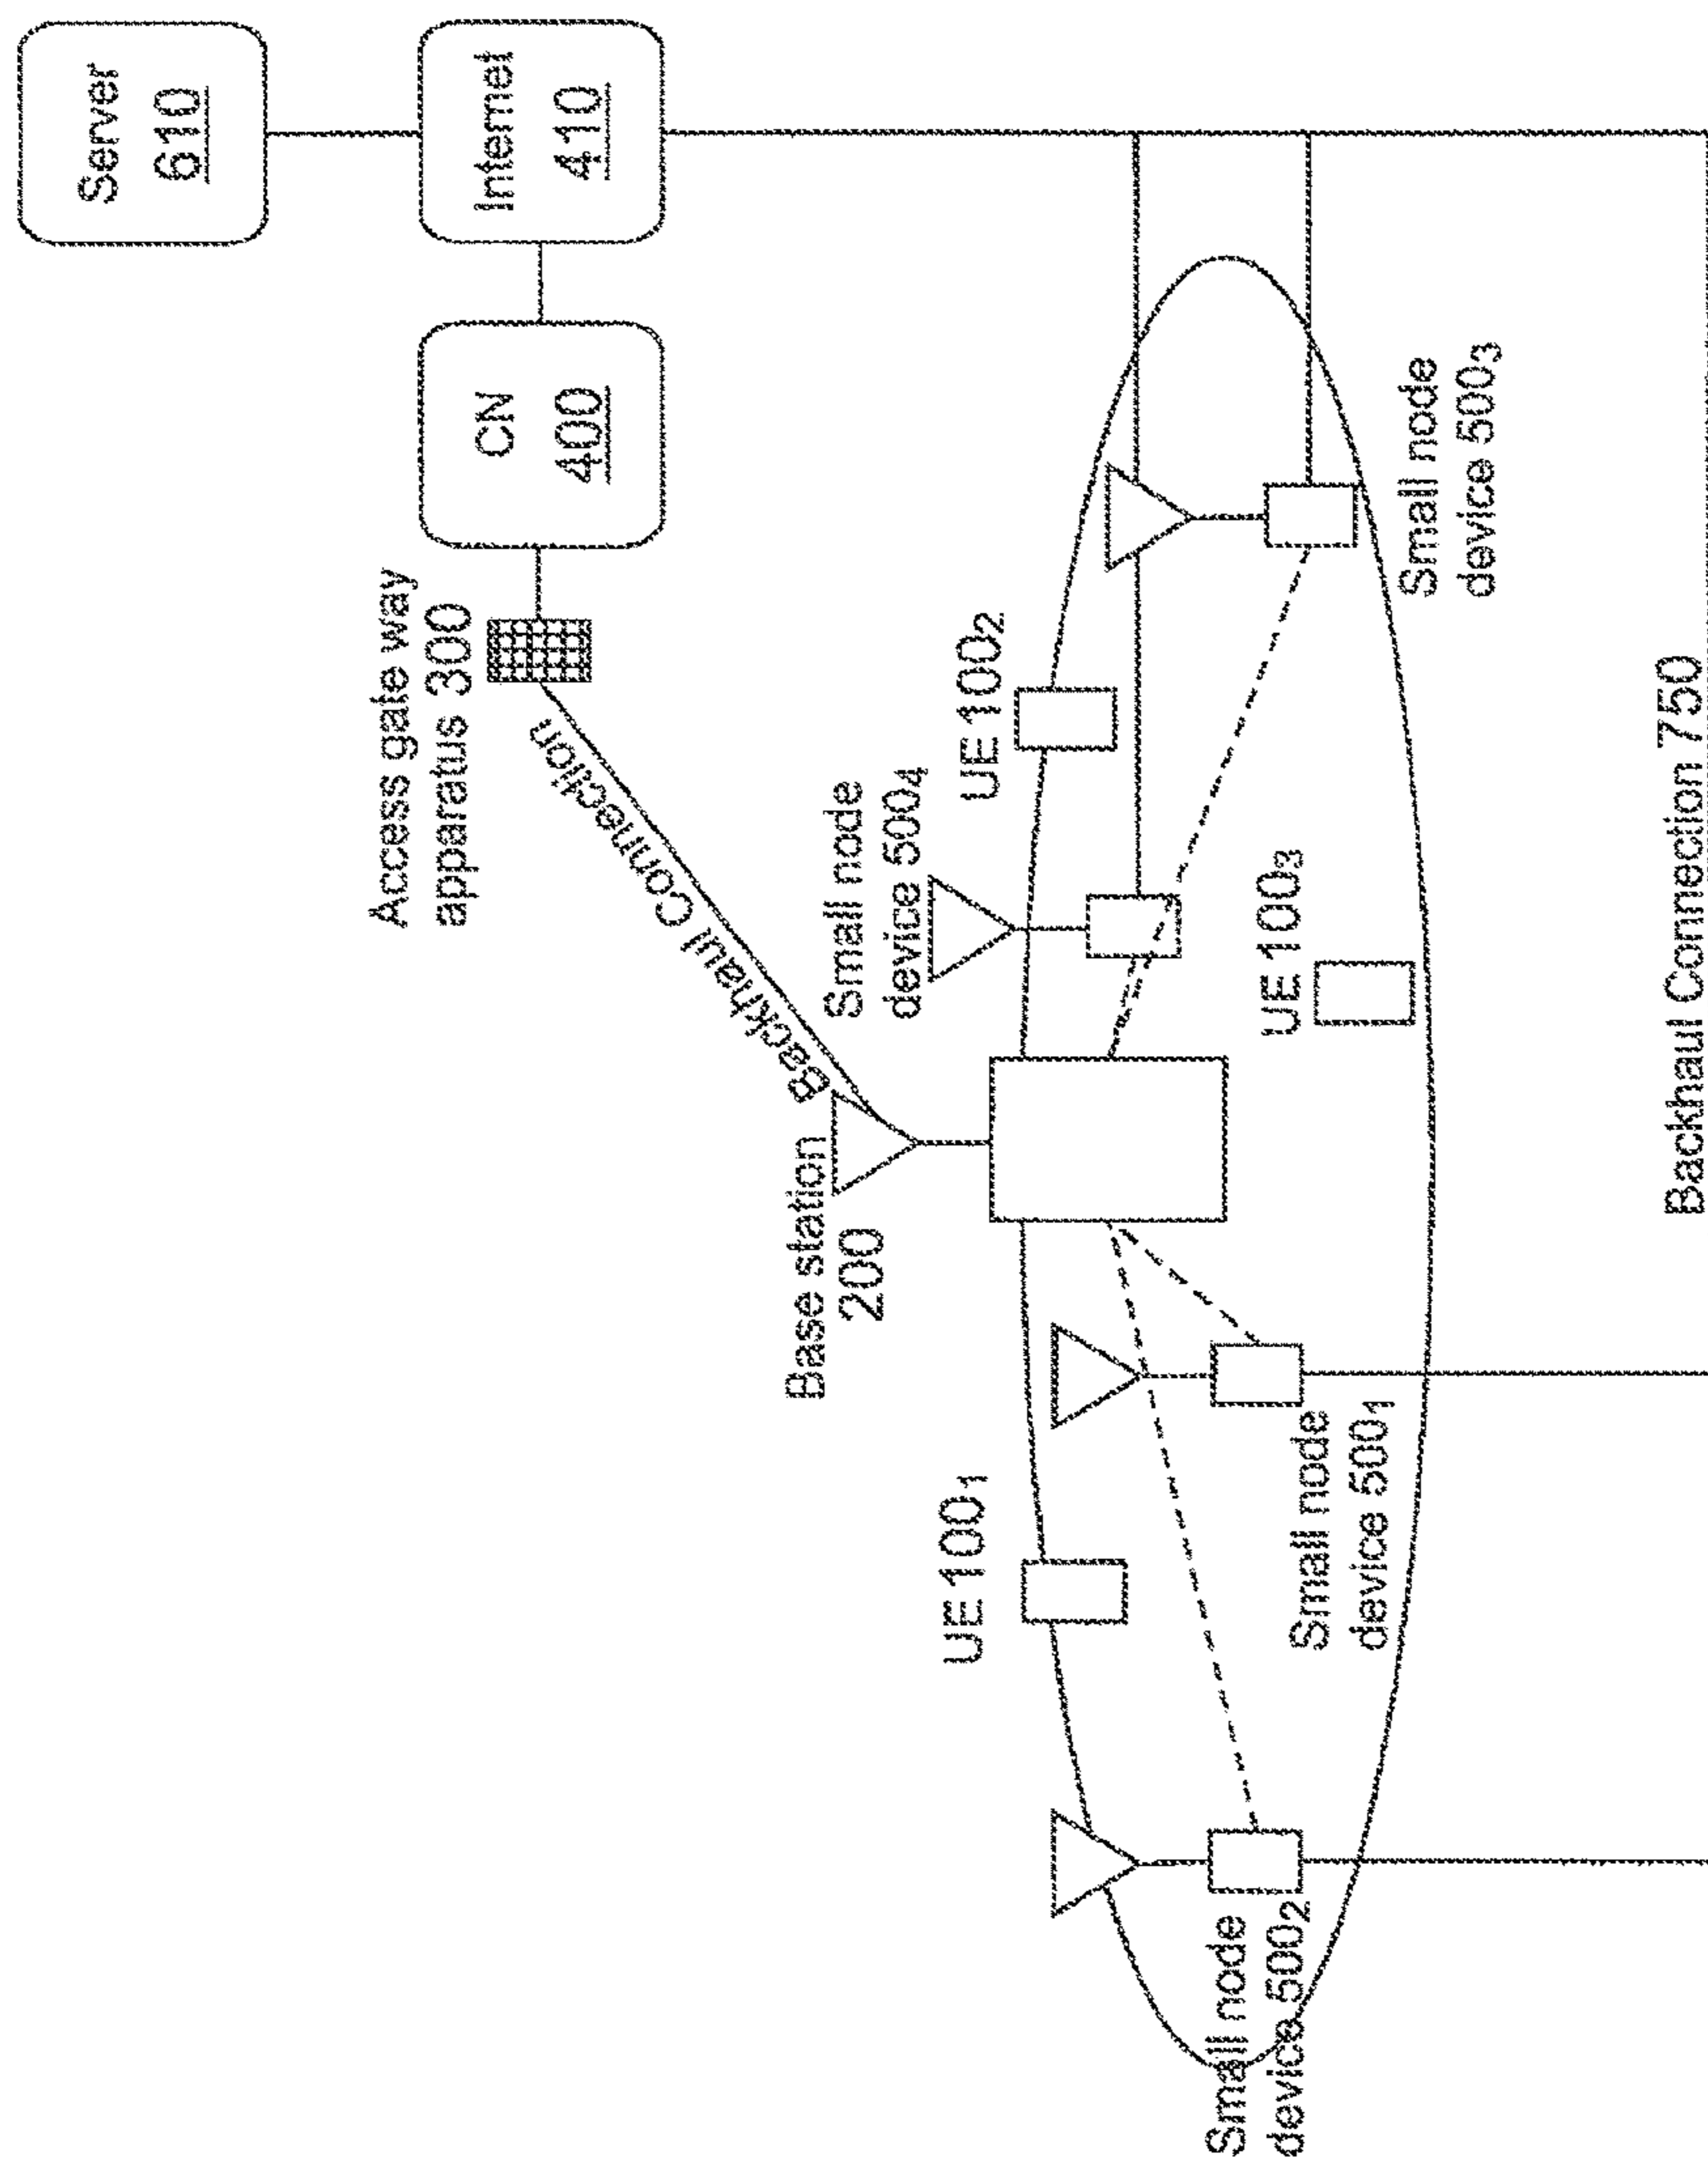 Server
610
Internet
410
CN
400
Access gate way
apparatus 300
Backhaul Connection
Base station
200
Small node
device 500₄
UE 100₂
UE 100₁
UE 100₃
Small node
device 500₃
Small node
device 500₁
Small node
device 500₂
Backhaul Connection 750